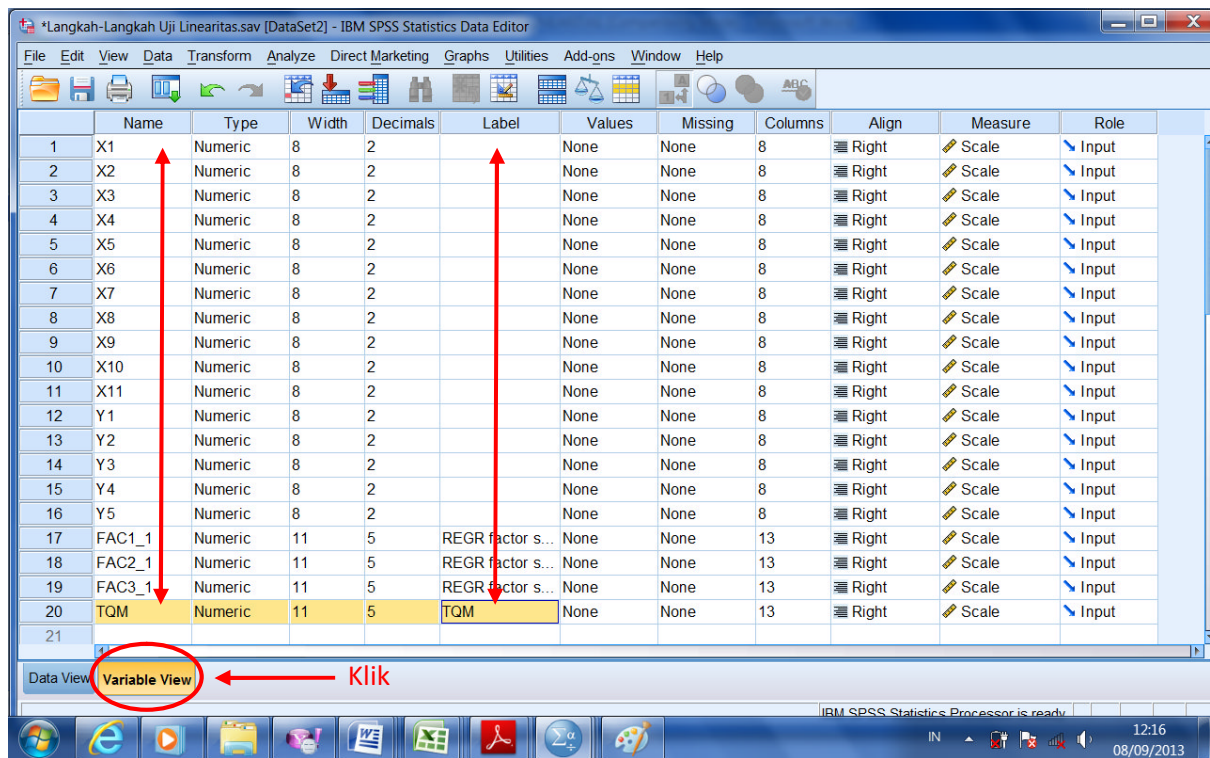 *Langkah-Langkah Uji Linearitas.sav [DataSet2] - IBM SPSS Statistics Data Editor
File Edit View Data Transform Analyze Direct Marketing Graphs Utilities Add-ons Window Help
Name Type Width Decimals Label Values Missing Columns Align Measure Role
1 X1 Numeric 8 2 None None 8 Right Scale Input
2 X2 Numeric 8 2 None None 8 Right Scale Input
3 X3 Numeric 8 2 None None 8 Right Scale Input
4 X4 Numeric 8 2 None None 8 Right Scale Input
5 X5 Numeric 8 2 None None 8 Right Scale Input
6 X6 Numeric 8 2 None None 8 Right Scale Input
7 X7 Numeric 8 2 None None 8 Right Scale Input
8 X8 Numeric 8 2 None None 8 Right Scale Input
9 X9 Numeric 8 2 None None 8 Right Scale Input
10 X10 Numeric 8 2 None None 8 Right Scale Input
11 X11 Numeric 8 2 None None 8 Right Scale Input
12 Y1 Numeric 8 2 None None 8 Right Scale Input
13 Y2 Numeric 8 2 None None 8 Right Scale Input
14 Y3 Numeric 8 2 None None 8 Right Scale Input
15 Y4 Numeric 8 2 None None 8 Right Scale Input
16 Y5 Numeric 8 2 None None 8 Right Scale Input
17 FAC1_1 Numeric 11 5 REGR factor s... None None 13 Right Scale Input
18 FAC2_1 Numeric 11 5 REGR factor s... None None 13 Right Scale Input
19 FAC3_1 Numeric 11 5 REGR factor s... None None 13 Right Scale Input
20 TQM Numeric 11 5 TQM None None 13 Right Scale Input
21
Data View Variable View Klik
IBM SPSS Statistics Processor is ready
IN 12:16
08/09/2013